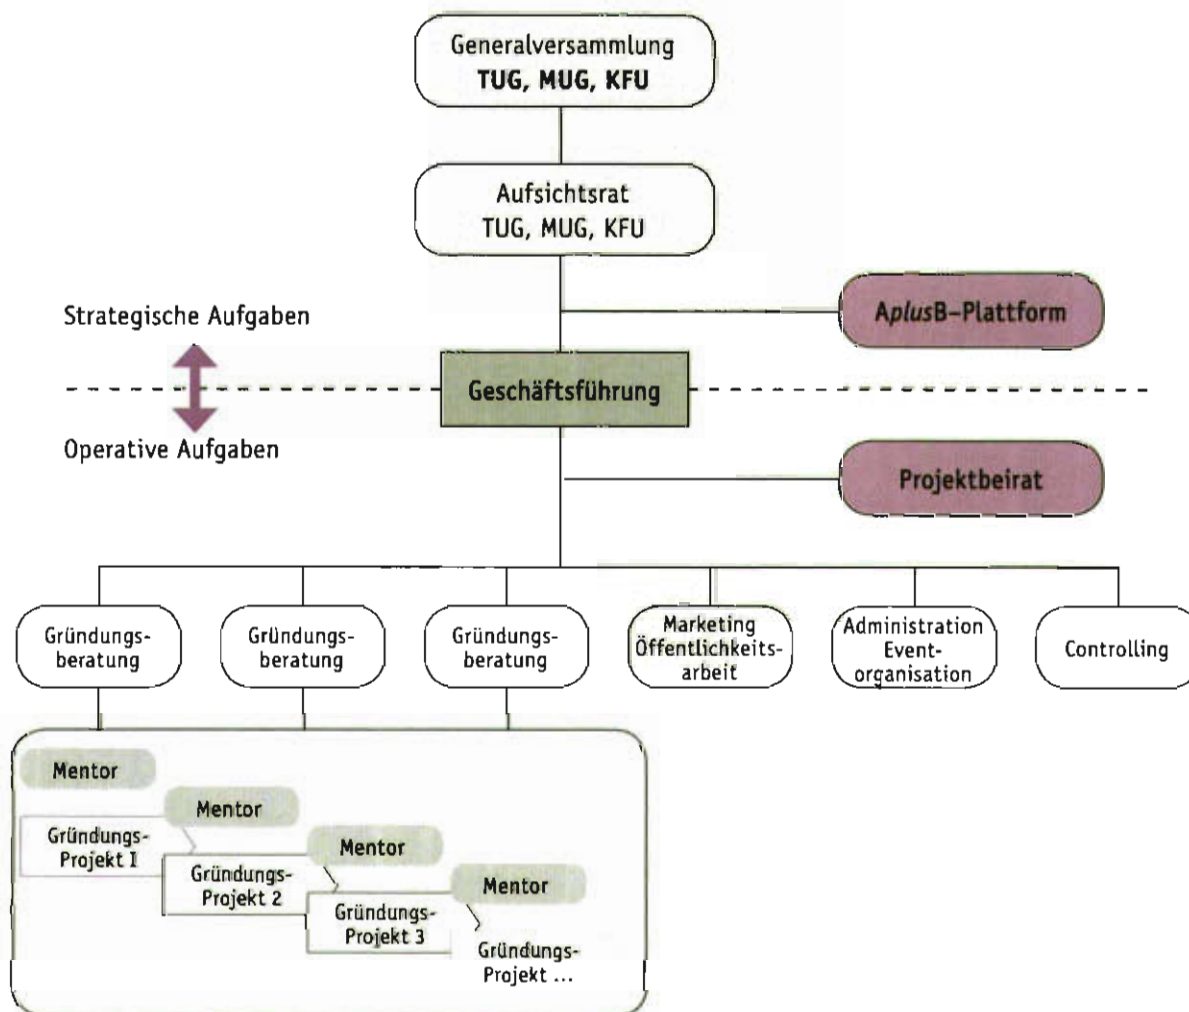 Generalversammlung
TUG, MUG, KFU
Aufsichtsrat
TUG, MUG, KFU
Strategische Aufgaben
AplusB–Plattform
Geschäftsführung
Operative Aufgaben
Projektbeirat
Gründungs-
beratung
Gründungs-
beratung
Gründungs-
beratung
Marketing
Öffentlichkeits-
arbeit
Administration
Event-
organisation
Controlling
Mentor
Gründungs-
Projekt I
Mentor
Gründungs-
Projekt 2
Mentor
Gründungs-
Projekt 3
Mentor
Gründungs-
Projekt ...